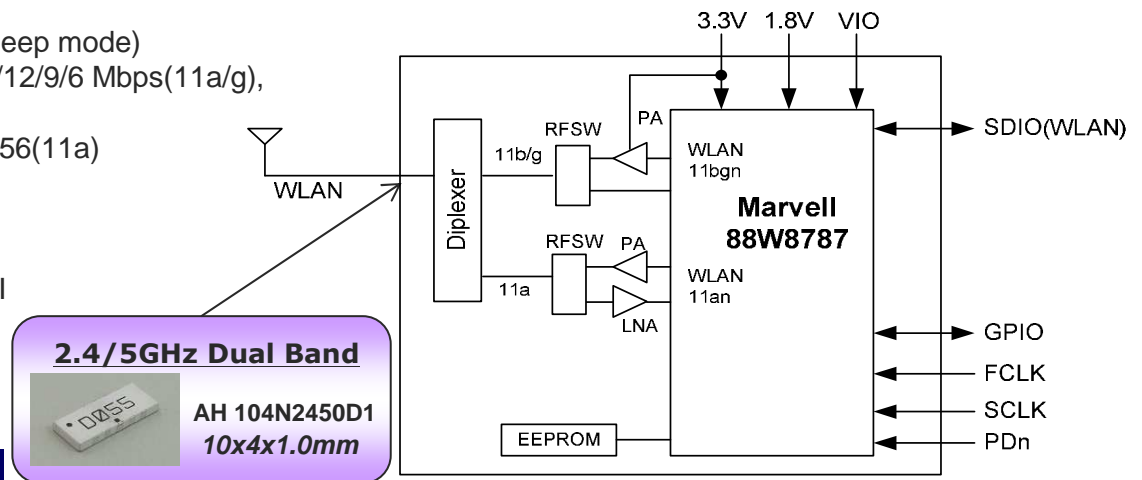 eep mode)
/12/9/6 Mbps(11a/g),
56(11a)
l
3.3V 1.8V VIO
WLAN
Diplexer
11b/g
RFSW
PA
WLAN
11bgn
Marvell
88W8787
11a
RFSW
PA
LNA
WLAN
11an
EEPROM
SDIO(WLAN)
GPIO
FCLK
SCLK
PDn
2.4/5GHz Dual Band
D055
AH 104N2450D1
10x4x1.0mm